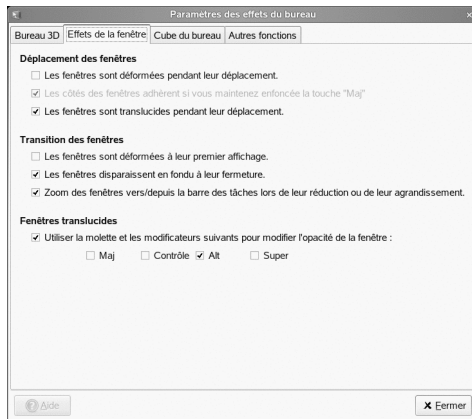 Paramètres des effets du bureau
Bureau 3D Effets de la fenêtre Cube du bureau Autres fonctions
Déplacement des fenêtres
Les fenêtres sont déformées pendant leur déplacement.
Les côtés des fenêtres adhèrent si vous maintenez enfoncée la touche "Maj"
Les fenêtres sont translucides pendant leur déplacement.
Transition des fenêtres
Les fenêtres sont déformées à leur premier affichage.
Les fenêtres disparaissent en fondu à leur fermeture.
Zoom des fenêtres vers/depuis la barre des tâches lors de leur réduction ou de leur agrandissement.
Fenêtres translucides
Utiliser la molette et les modificateurs suivants pour modifier l'opacité de la fenêtre :
Maj Contrôle Alt Super
Aide Fermer